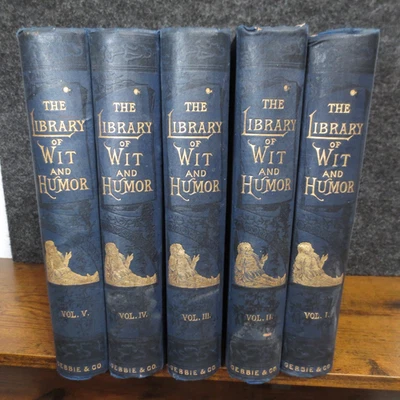 THE
LIBRARY
OF
WIT
AND
HUMOR
VOL. V.
GEBBIE & CO
THE
LIBRARY
OF
WIT
AND
HUMOR
VOL. IV.
GEBBIE & CO
THE
LIBRARY
OF
WIT
AND
HUMOR
VOL. III.
GEBBIE & CO
THE
LIBRARY
OF
WIT
AND
HUMOR
VOL. II.
GEBBIE & CO
THE
LIBRARY
OF
WIT
AND
HUMOR
VOL. I.
GEBBIE & CO